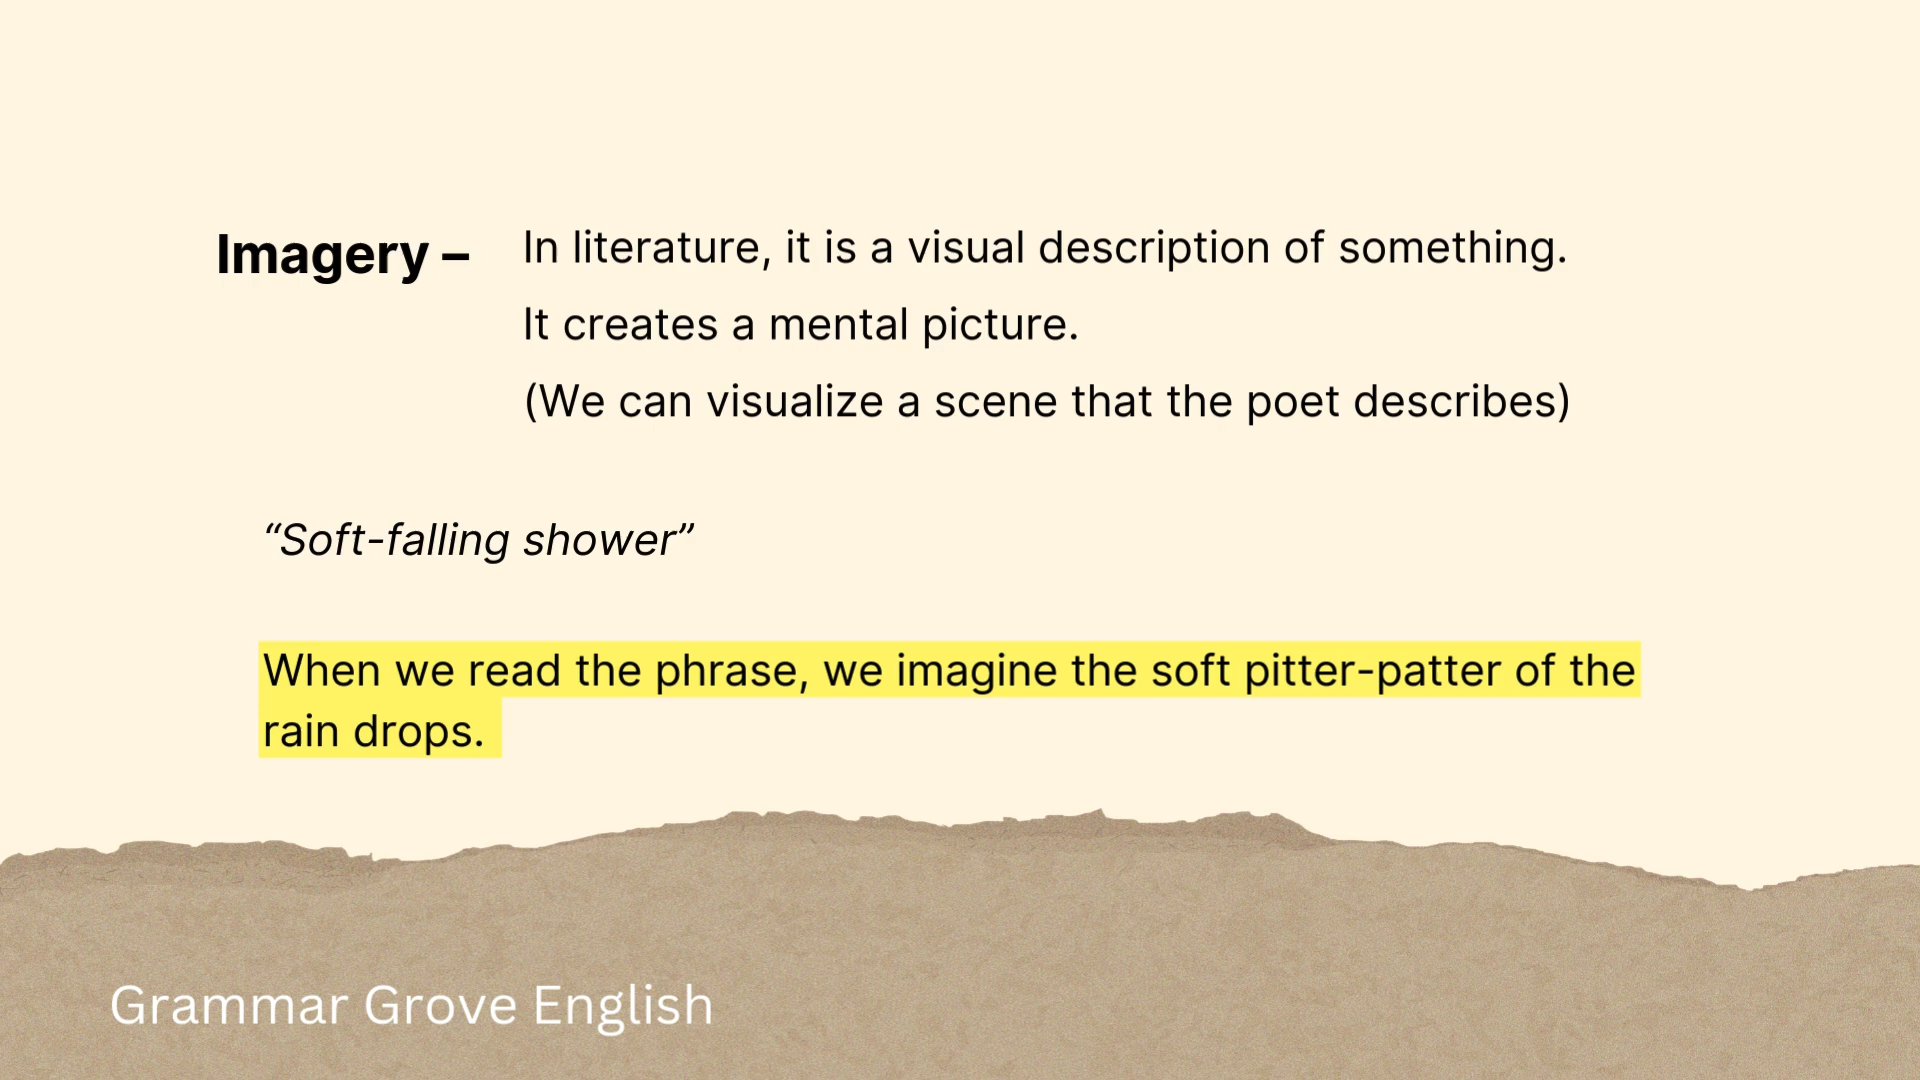 Imagery – In literature, it is a visual description of something.
It creates a mental picture.
(We can visualize a scene that the poet describes)
“Soft-falling shower”
When we read the phrase, we imagine the soft pitter-patter of the
rain drops.
Grammar Grove English